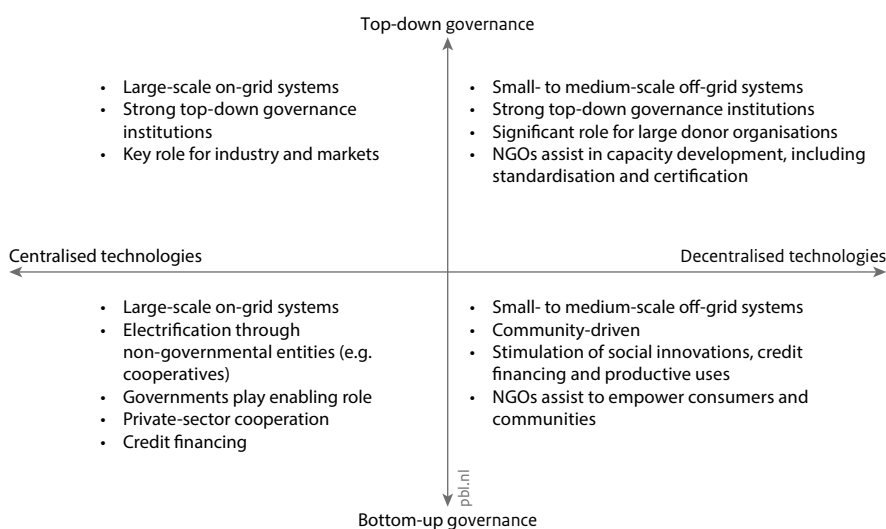 Top-down governance
• Large-scale on-grid systems
• Strong top-down governance
institutions
• Key role for industry and markets
• Small- to medium-scale off-grid systems
• Strong top-down governance institutions
• Significant role for large donor organisations
• NGOs assist in capacity development, including
standardisation and certification
Centralised technologies
Decentralised technologies
• Large-scale on-grid systems
• Electrification through
non-governmental entities (e.g.
cooperatives)
• Governments play enabling role
• Private-sector cooperation
• Credit financing
• Small- to medium-scale off-grid systems
• Community-driven
• Stimulation of social innovations, credit
financing and productive uses
• NGOs assist to empower consumers and
communities
pbl.nl
Bottom-up governance